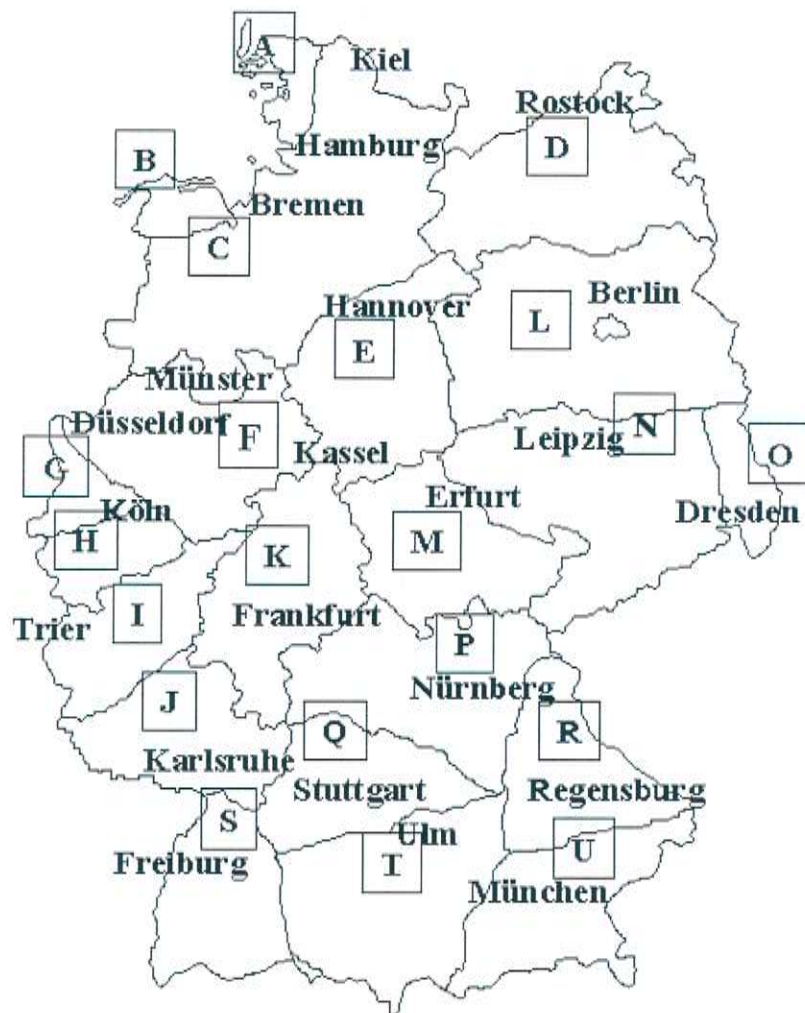 A
Kiel
Rostock
D
Hamburg
B
Bremen
C
Berlin
Hannover
L
E
Münster
Düsseldorf
F
N
Leipzig
Kassel
O
G
Erfurt
Köln
Dresden
H
M
K
I
Frankfurt
Trier
P
Nürnberg
J
Q
R
Karlsruhe
Stuttgart
Regensburg
S
Ulm
U
Freiburg
T
München